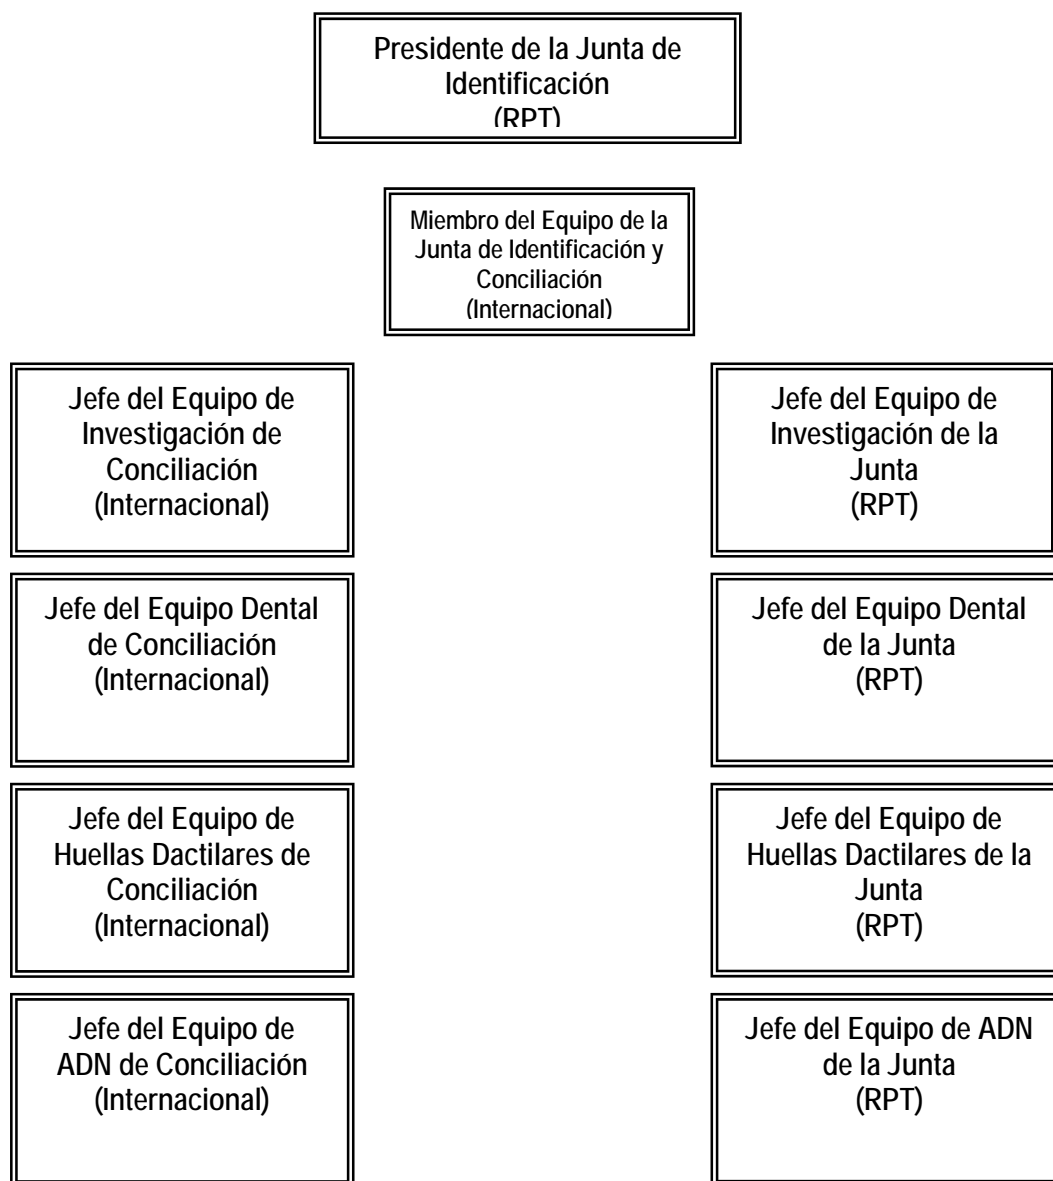 Presidente de la Junta de
Identificación
(RPT)
Miembro del Equipo de la
Junta de Identificación y
Conciliación
(Internacional)
Jefe del Equipo de
Investigación de
Conciliación
(Internacional)
Jefe del Equipo de
Investigación de la
Junta
(RPT)
Jefe del Equipo Dental
de Conciliación
(Internacional)
Jefe del Equipo Dental
de la Junta
(RPT)
Jefe del Equipo de
Huellas Dactilares de
Conciliación
(Internacional)
Jefe del Equipo de
Huellas Dactilares de la
Junta
(RPT)
Jefe del Equipo de
ADN de Conciliación
(Internacional)
Jefe del Equipo de ADN
de la Junta
(RPT)